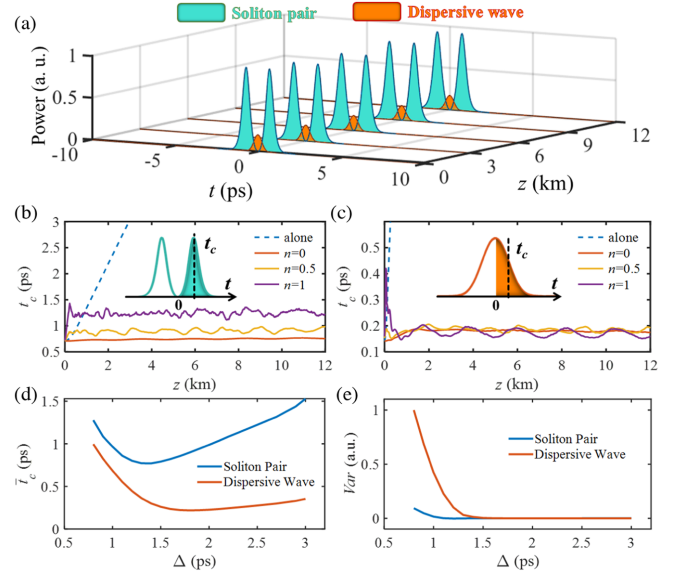 Soliton pair
Dispersive wave
(a)
Power (a. u.)
1
0.5
0
-10
-5
0
5
10
t (ps)
0
3
6
9
12
z (km)
(b)
t_c (ps)
3
2.5
2
1.5
1
0.5
0
2
4
6
8
10
12
z (km)
t_c
t
0
alone
n=0
n=0.5
n=1
(c)
t_c (ps)
0.5
0.4
0.3
0.2
0.1
0
2
4
6
8
10
12
z (km)
t_c
t
0
alone
n=0
n=0.5
n=1
(d)
t̄_c (ps)
1.5
1
0.5
0
0.5
1
1.5
2
2.5
3
Δ (ps)
Soliton Pair
Dispersive Wave
(e)
Var (a.u.)
1
0.5
0
0.5
1
1.5
2
2.5
3
Δ (ps)
Soliton Pair
Dispersive Wave